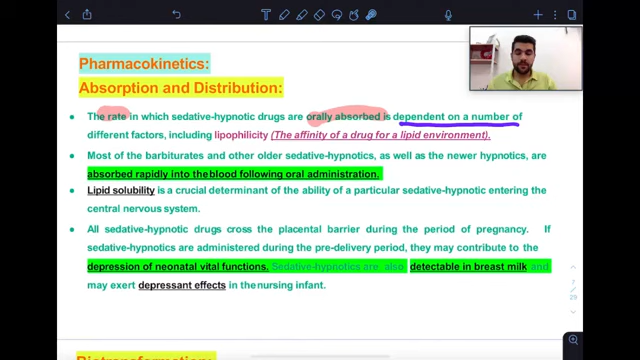 Pharmacokinetics:
Absorption and Distribution:
• The rate in which sedative-hypnotic drugs are orally absorbed is dependent on a number of
different factors, including lipophilicity (The affinity of a drug for a lipid environment).
• Most of the barbiturates and other older sedative-hypnotics, as well as the newer hypnotics, are
absorbed rapidly into the blood following oral administration.
• Lipid solubility is a crucial determinant of the ability of a particular sedative-hypnotic entering the
central nervous system.
• All sedative-hypnotic drugs cross the placental barrier during the period of pregnancy. If
sedative-hypnotics are administered during the pre-delivery period, they may contribute to the
depression of neonatal vital functions. Sedative-hypnotics are also detectable in breast milk and
may exert depressant effects in the nursing infant.
7
29
Biotransformation: